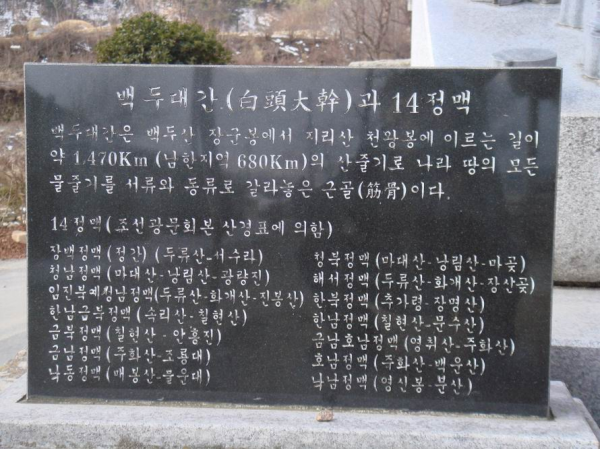 백두대간(白頭大幹)과 14정맥
백두대간은 백두산 장군봉에서 지리산 천왕봉에 이르는 길이
약 1,470Km (남한지역 680Km)의 산줄기로 나라 땅의 모든
물줄기를 서류와 동류로 갈라놓은 근골(筋骨)이다.
14정맥(조선광문회본 산경표에 의함)
장백정맥 (정간) (두류산-서수라)
청남정맥 (마대산-낭림산-광량진)
임진북예성남정맥(두류산-화개산-진봉산)
한남금북정맥 (속리산-칠현산)
금북정맥 (칠현산-안흥진)
금남정맥 (주화산-조룡대)
낙동정맥 (매봉산-몰운대)
청북정맥 (마대산-낭림산-마곶)
해서정맥 (두류산-화개산-장산곶)
한북정맥 (추가령-장명산)
한남정맥 (칠현산-문수산)
금남호남정맥 (영취산-주화산)
호남정맥 (주화산-백운산)
낙남정맥 (영신봉-분산)